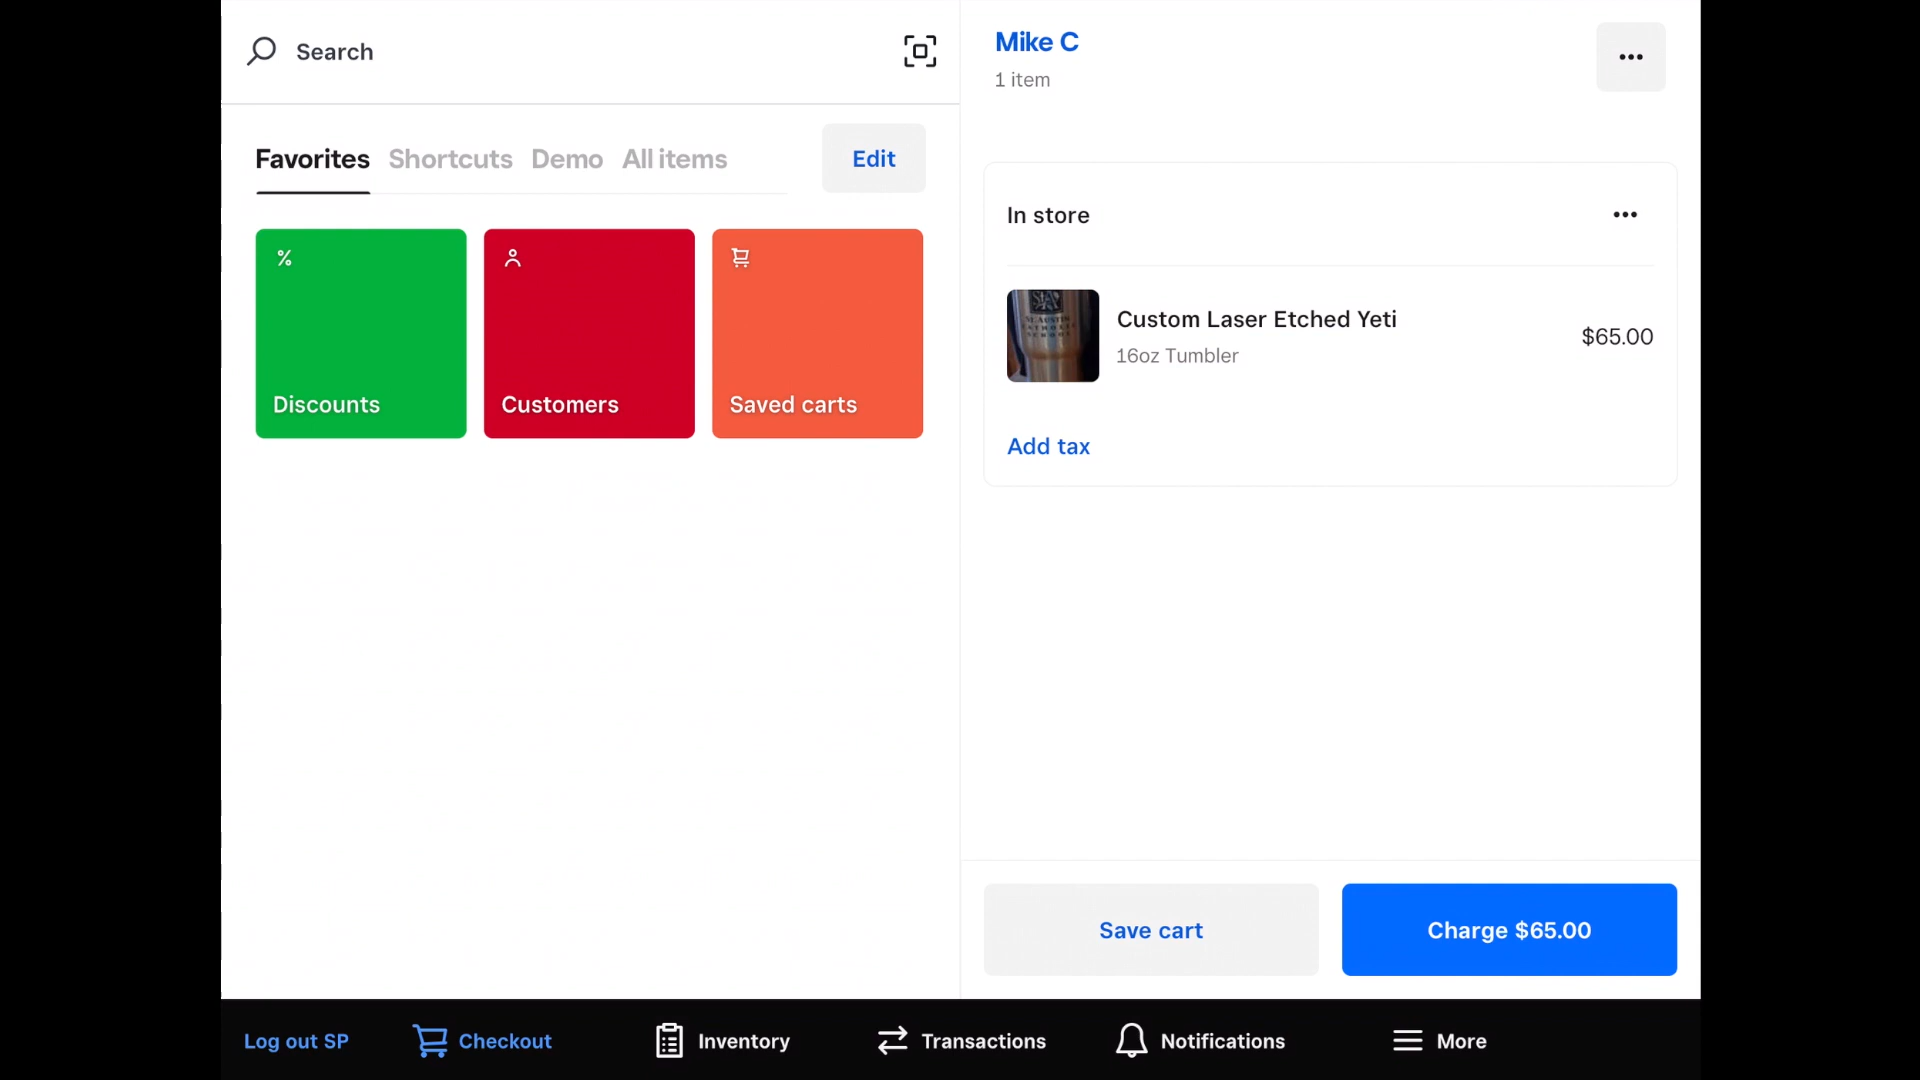 Search
Favorites Shortcuts Demo All items Edit
% Discounts
Customers
Saved carts
Mike C
1 item
In store
Custom Laser Etched Yeti
16oz Tumbler
$65.00
Add tax
Save cart
Charge $65.00
Log out SP
Checkout
Inventory
Transactions
Notifications
More